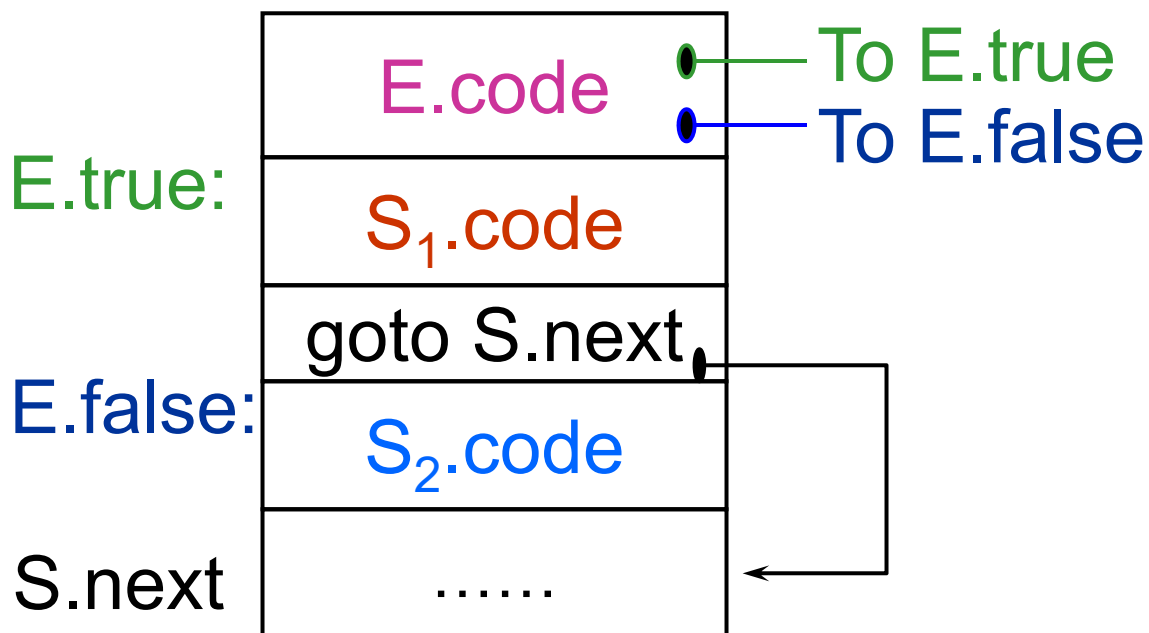 E.code
To E.true
To E.false
E.true:
S₁.code
goto S.next
E.false:
S₂.code
S.next
......